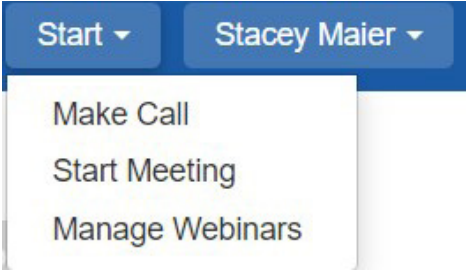 Start
Stacey Maier
Make Call
Start Meeting
Manage Webinars